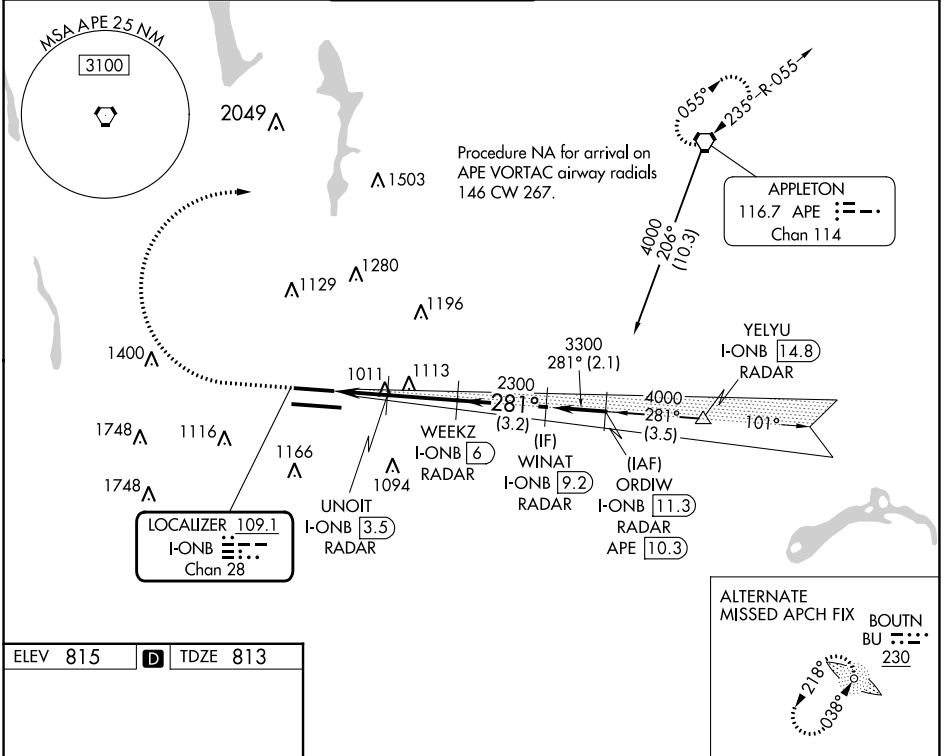 MSA APE 25 NM
3100
2049
1503
Procedure NA for arrival on
APE VORTAC airway radials
146 CW 267.
055°
235°
R-055
APPLETON
116.7 APE
Chan 114
4000
206°
(10.3)
1129
1280
1196
1400
1011
1113
3300
281° (2.1)
YELYU
I-ONB 14.8
RADAR
2300
281°
(3.2)
4000
281°
(3.5)
101°
1748
1116
1166
1748
1094
WEEKZ
I-ONB 6
RADAR
(IF)
WINAT
I-ONB 9.2
RADAR
(IAF)
ORDIW
I-ONB 11.3
RADAR
APE 10.3
UNOIT
I-ONB 3.5
RADAR
LOCALIZER 109.1
I-ONB
Chan 28
ALTERNATE
MISSED APCH FIX
BOUTN
BU
230
218°
038°
ELEV 815 D TDZE 813